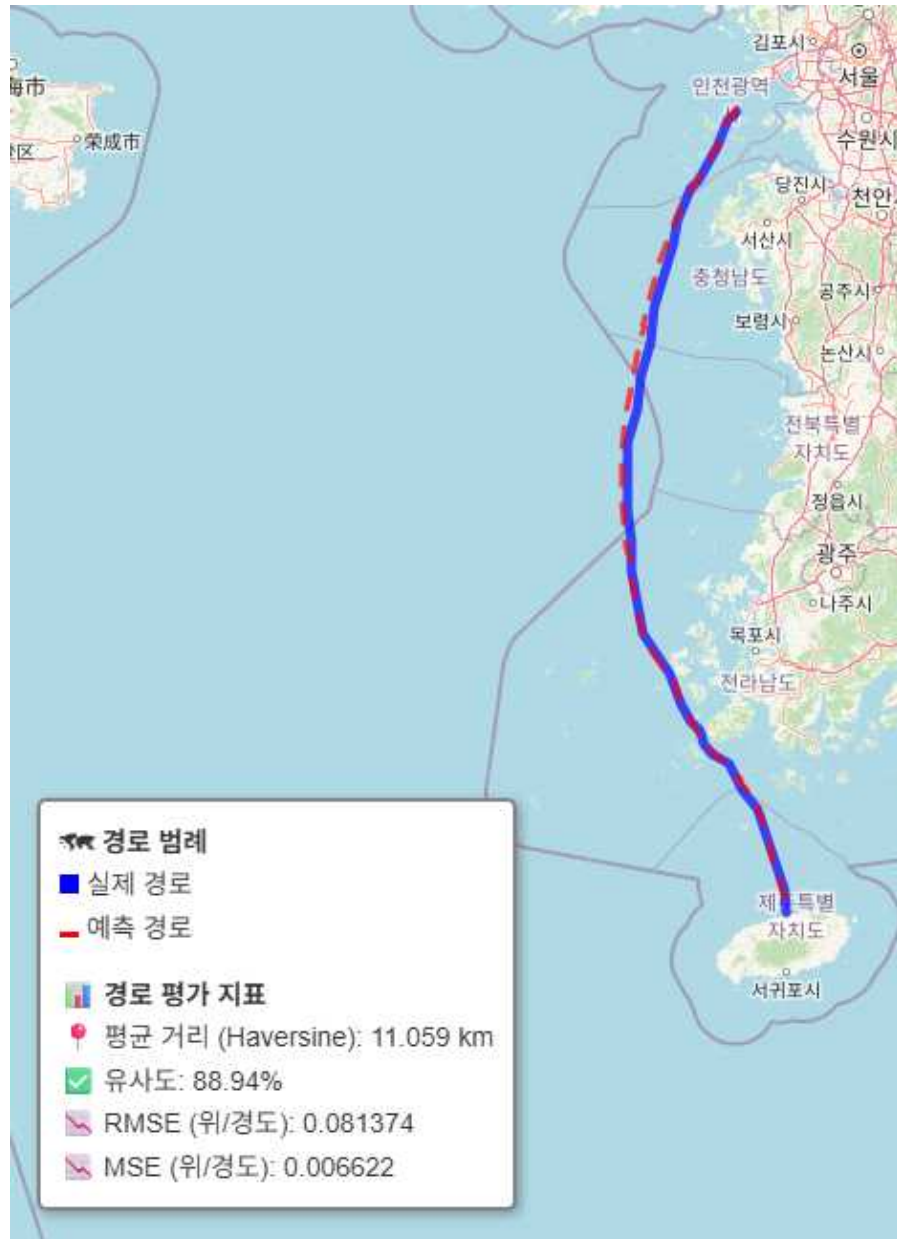 김포시
서울
인천광역
수원시
海市
荣成市
区
당진시
천안
서산시
충청남도
공주시
보령시
논산시
전북특별
자치도
정읍시
광주
나주시
목포시
전라남도
경로 범례
실제 경로
예측 경로
제주특별
자치도
서귀포시
경로 평가 지표
평균 거리 (Haversine): 11.059 km
유사도: 88.94%
RMSE (위/경도): 0.081374
MSE (위/경도): 0.006622